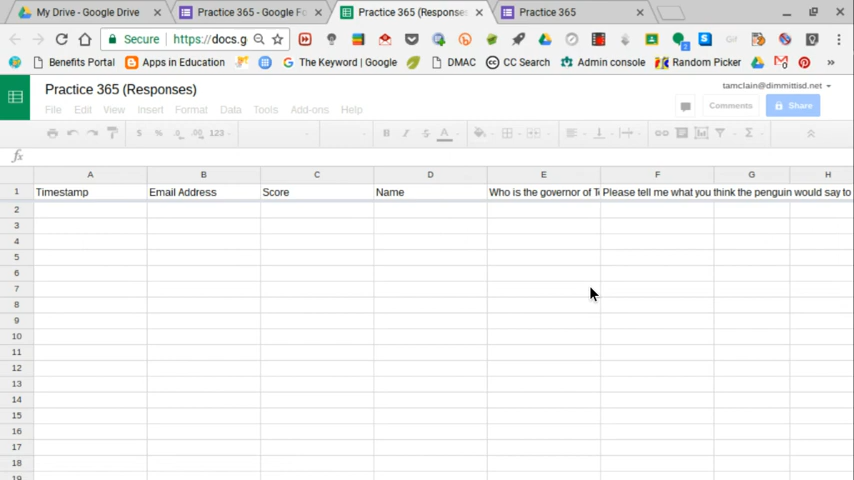 My Drive - Google Drive
Practice 365 - Google Fo
Practice 365 (Responses
Practice 365
Secure https://docs.g
Benefits Portal
Apps in Education
The Keyword | Google
DMAC
CC Search
Admin console
Random Picker
Practice 365 (Responses)
tamclain@dimmittisd.net
File Edit View Insert Format Data Tools Add-ons Help
Comments
Share
$ % .0 .00 123
B I S A
fx
A B C D E F G H
1 Timestamp Email Address Score Name Who is the governor of Te Please tell me what you think the penguin would say to
2
3
4
5
6
7
8
9
10
11
12
13
14
15
16
17
18
19